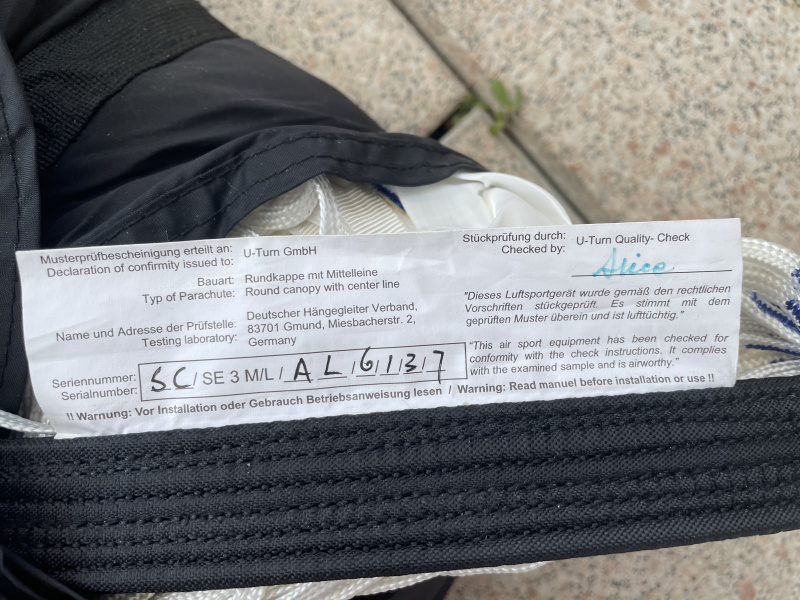 Musterprüfbescheinigung erteilt an: U-Turn GmbH
Declaration of confirmity issued to:
Bauart: Rundkappe mit Mittelleine
Typ of Parachute: Round canopy with center line
Name und Adresse der Prüfstelle: Deutscher Hängegleiter Verband,
Testing laboratory: 83701 Gmund, Miesbacherstr. 2,
Germany
Seriennummer: SC / SE 3 M/L / A L / 6 / 1 / 3 / 7
Serialnumber:
Stückprüfung durch: U-Turn Quality- Check
Checked by: Alice
"Dieses Luftsportgerät wurde gemäß den rechtlichen
Vorschriften stückgeprüft. Es stimmt mit dem
geprüften Muster überein und ist lufttüchtig."
"This air sport equipment has been checked for
conformity with the check instructions. It complies
with the examined sample and is airworthy."
!! Warnung: Vor Installation oder Gebrauch Betriebsanweisung lesen / Warning: Read manuel before installation or use !!